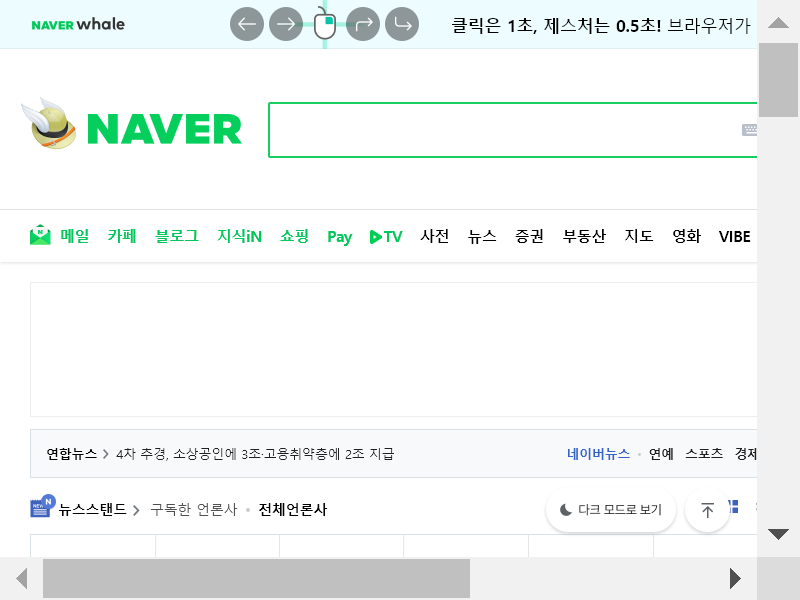 NAVER whale
클릭은 1초, 제스처는 0.5초! 브라우저가
NAVER
메일 카페 블로그 지식iN 쇼핑 Pay TV 사전 뉴스 증권 부동산 지도 영화 VIBE
연합뉴스 4차 추경, 소상공인에 3조·고용취약층에 2조 지급 네이버뉴스 연예 스포츠 경제
뉴스스탠드 구독한 언론사 전체언론사 다크 모드로 보기